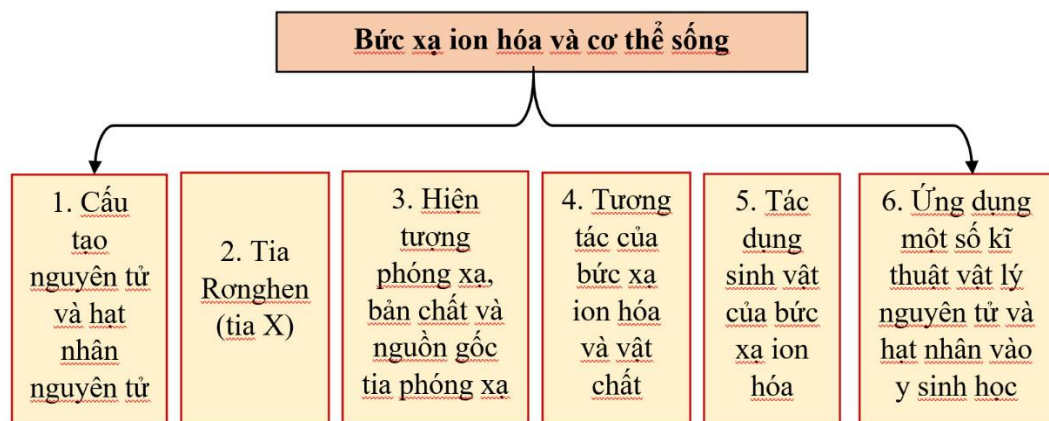 Bức xạ ion hóa và cơ thể sống
1. Cấu
tạo
nguyên tử
và hạt
nhân
nguyên tử
2. Tia
Rơnghen
(tia X)
3. Hiện
tượng
phóng xạ,
bản chất và
nguồn gốc
tia phóng xạ
4. Tương
tác của
bức xạ
ion hóa
và vật
chất
5. Tác
dụng
sinh vật
của bức
xạ ion
hóa
6. Ứng dụng
một số kĩ
thuật vật lý
nguyên tử và
hạt nhân vào
y sinh học